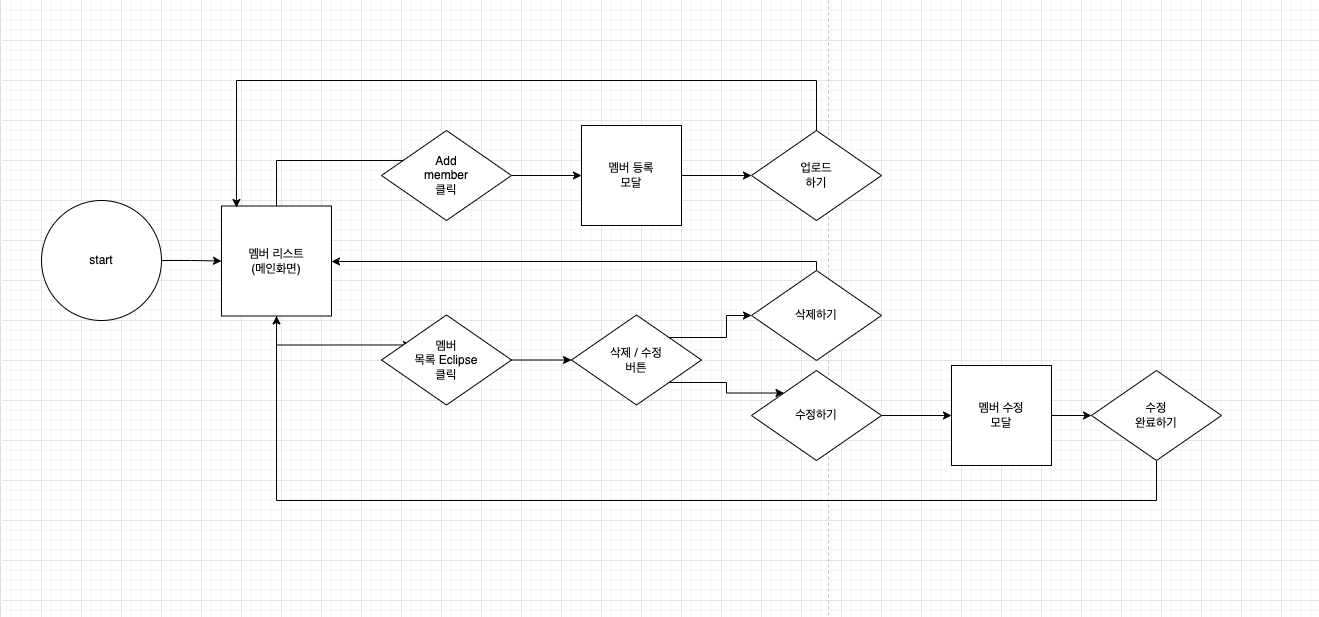 Add
member
클릭
멤버 등록
모달
업로드
하기
start
멤버 리스트
(메인화면)
삭제하기
멤버
목록 Eclipse
클릭
삭제 / 수정
버튼
수정하기
멤버 수정
모달
수정
완료하기